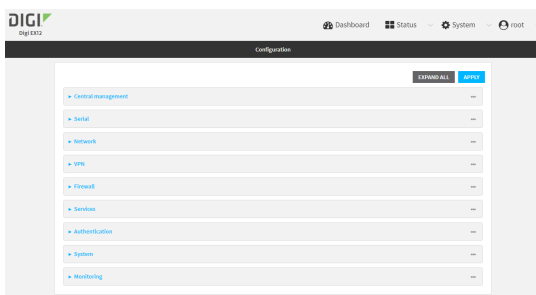 DIGI
Digi EX12
Dashboard Status System root
Configuration
EXPAND ALL APPLY
Central management
Serial
Network
VPN
Firewall
Services
Authentication
System
Monitoring